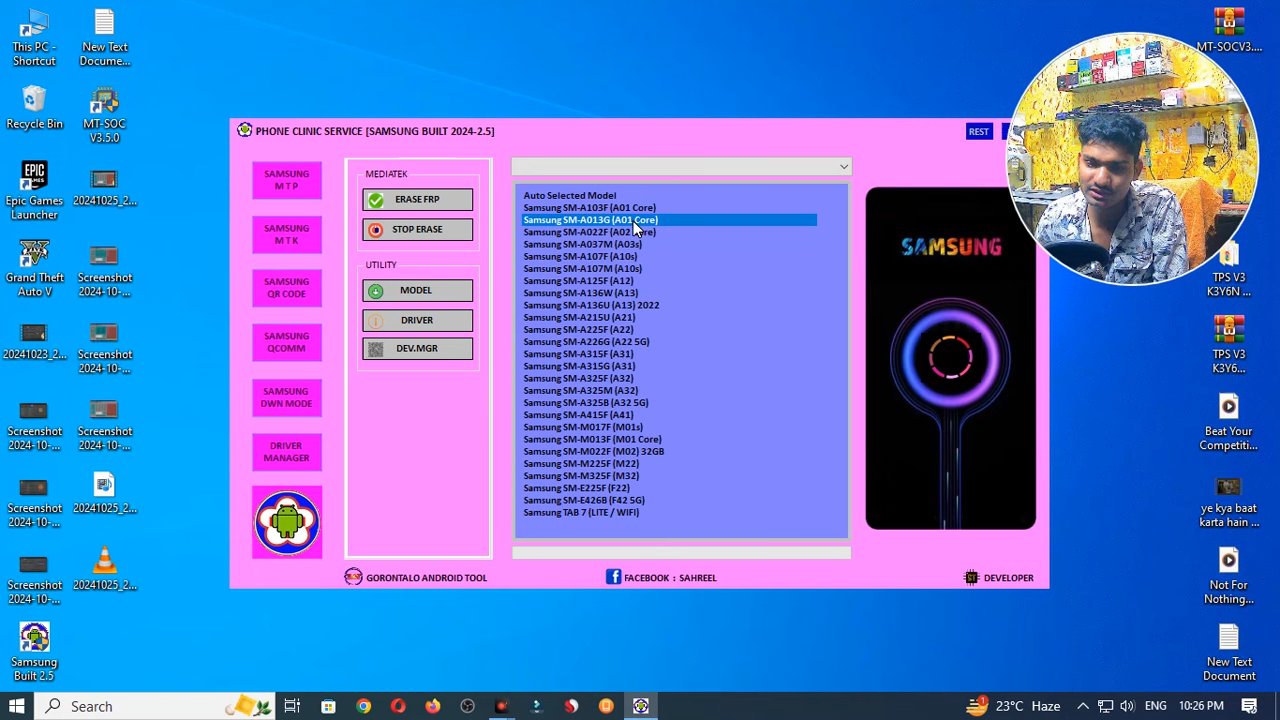 This PC -
Shortcut
New Text
Docume...
Recycle Bin
MT-SOC
V3.5.0
Epic Games
Launcher
20241025_2...
Grand Theft
Auto V
Screenshot
2024-10-...
20241023_2...
Screenshot
2024-10-...
Screenshot
2024-10-...
Screenshot
2024-10-...
Screenshot
2024-10-...
20241025_2...
Screenshot
2024-10-...
20241025_2...
Samsung
Built 2.5
PHONE CLINIC SERVICE [SAMSUNG BUILT 2024-2.5]
REST
SAMSUNG
M T P
SAMSUNG
M T K
SAMSUNG
QR CODE
SAMSUNG
QCOMM
SAMSUNG
DWN MODE
DRIVER
MANAGER
MEDIATEK
ERASE FRP
STOP ERASE
UTILITY
MODEL
DRIVER
DEV.MGR
Auto Selected Model
Samsung SM-A103F (A01 Core)
Samsung SM-A013G (A01 Core)
Samsung SM-A022F (A02 Core)
Samsung SM-A037M (A03s)
Samsung SM-A107F (A10s)
Samsung SM-A107M (A10s)
Samsung SM-A125F (A12)
Samsung SM-A136W (A13)
Samsung SM-A136U (A13) 2022
Samsung SM-A215U (A21)
Samsung SM-A225F (A22)
Samsung SM-A226G (A22 5G)
Samsung SM-A315F (A31)
Samsung SM-A315G (A31)
Samsung SM-A325F (A32)
Samsung SM-A325M (A32)
Samsung SM-A325B (A32 5G)
Samsung SM-A415F (A41)
Samsung SM-M017F (M01s)
Samsung SM-M013F (M01 Core)
Samsung SM-M022F (M02) 32GB
Samsung SM-M225F (M22)
Samsung SM-M325F (M32)
Samsung SM-E225F (F22)
Samsung SM-E426B (F42 5G)
Samsung TAB 7 (LITE / WIFI)
SAMSUNG
GORONTALO ANDROID TOOL
FACEBOOK : SAHREEL
DEVELOPER
MT-SOCV3....
TPS V3
K3Y6N ...
TPS V3
K3Y6...
Beat Your
Competiti...
ye kya baat
karta hain ...
Not For
Nothing...
New Text
Document
Search
23°C Haze
ENG
10:26 PM